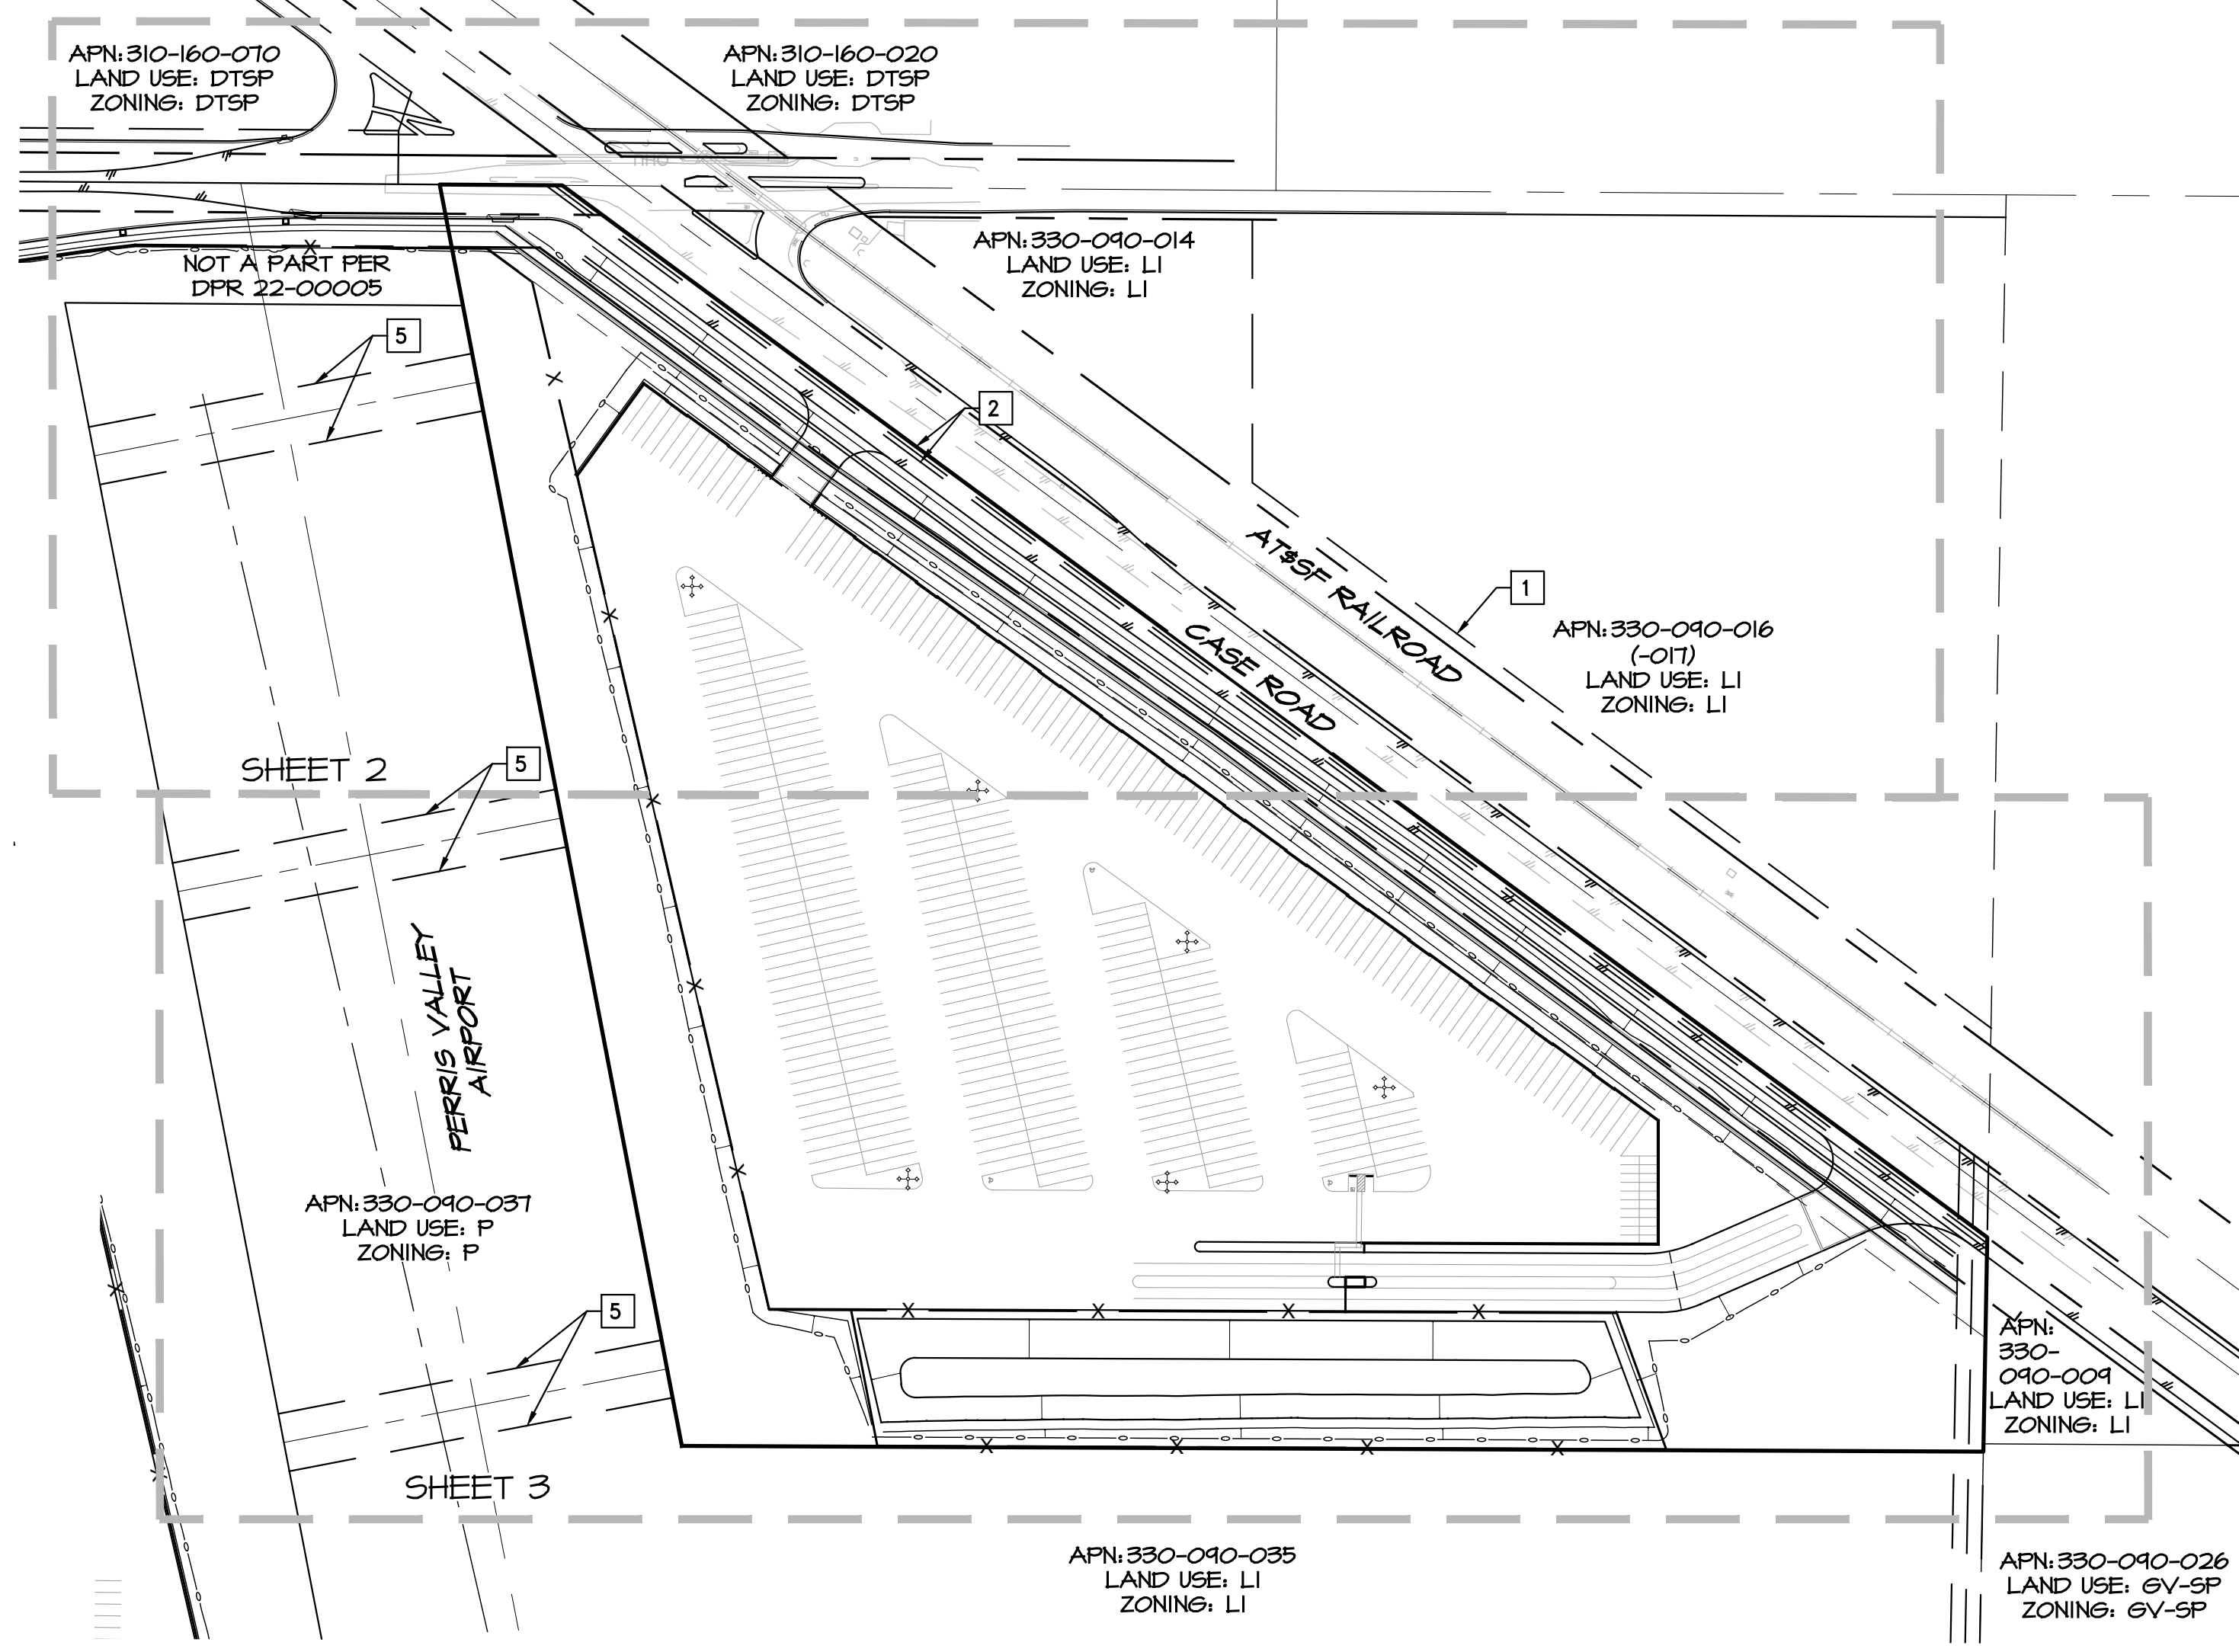 APN: 310-160-070
LAND USE: DTSP
ZONING: DTSP
APN: 310-160-020
LAND USE: DTSP
ZONING: DTSP
NOT A PART PER
DPR 22-00005
APN: 330-090-014
LAND USE: LI
ZONING: LI
5
2
AT&SF RAILROAD
CASE ROAD
1
APN: 330-090-016
(-017)
LAND USE: LI
ZONING: LI
SHEET 2
5
PERRIS VALLEY
AIRPORT
APN: 330-090-037
LAND USE: P
ZONING: P
5
SHEET 3
APN:
330-
090-009
LAND USE: LI
ZONING: LI
APN: 330-090-035
LAND USE: LI
ZONING: LI
APN: 330-090-026
LAND USE: GV-SP
ZONING: GV-SP